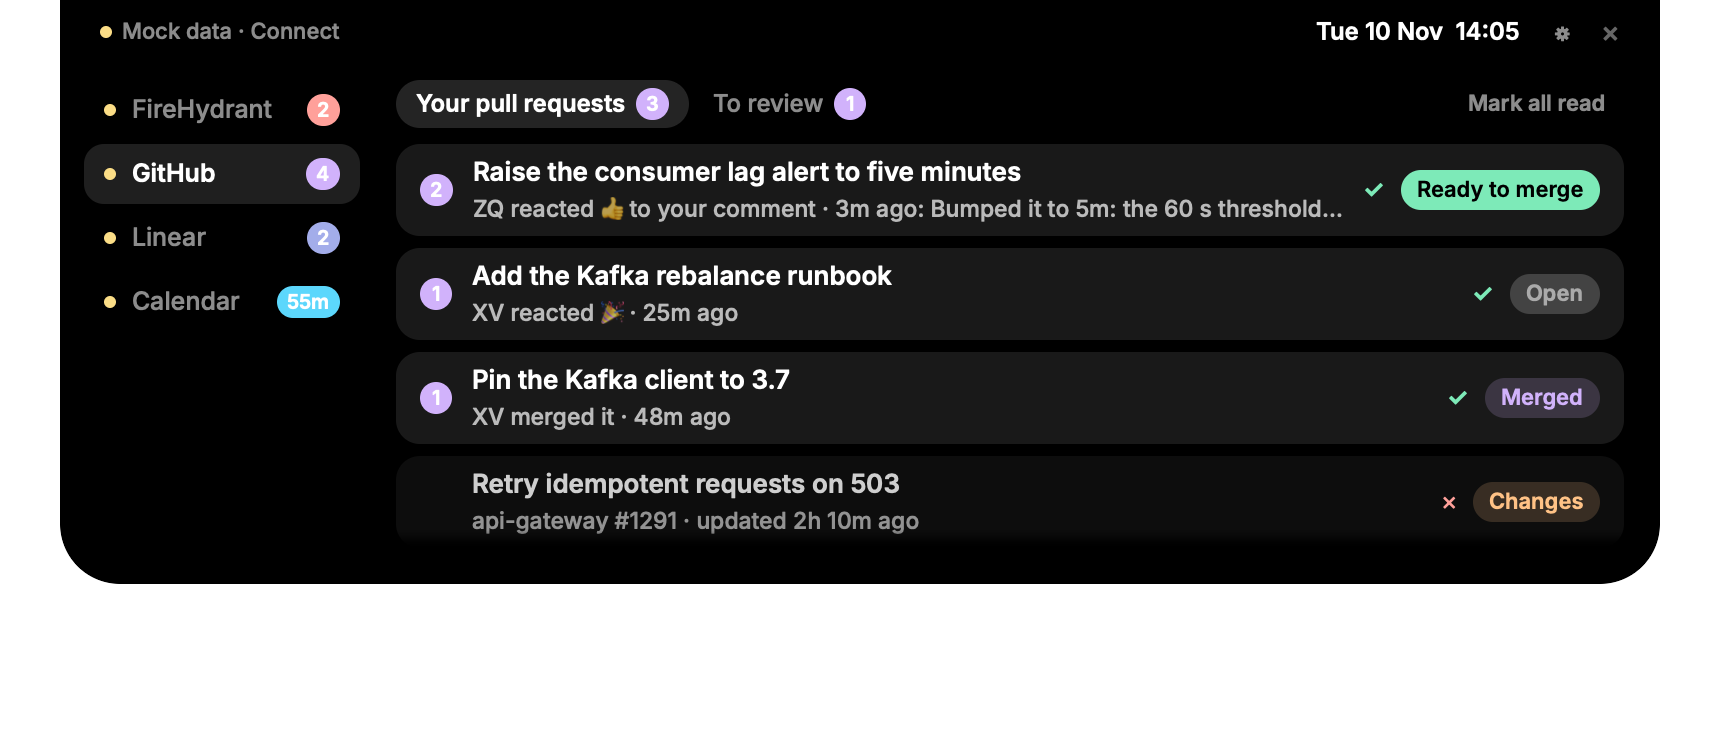 Mock data · Connect
Tue 10 Nov 14:05
FireHydrant 2
GitHub 4
Linear 2
Calendar 55m
Your pull requests 3
To review 1
Mark all read
2
Raise the consumer lag alert to five minutes
ZQ reacted 👍 to your comment · 3m ago: Bumped it to 5m: the 60 s threshold...
Ready to merge
1
Add the Kafka rebalance runbook
XV reacted 🎉 · 25m ago
Open
1
Pin the Kafka client to 3.7
XV merged it · 48m ago
Merged
Retry idempotent requests on 503
api-gateway #1291 · updated 2h 10m ago
Changes